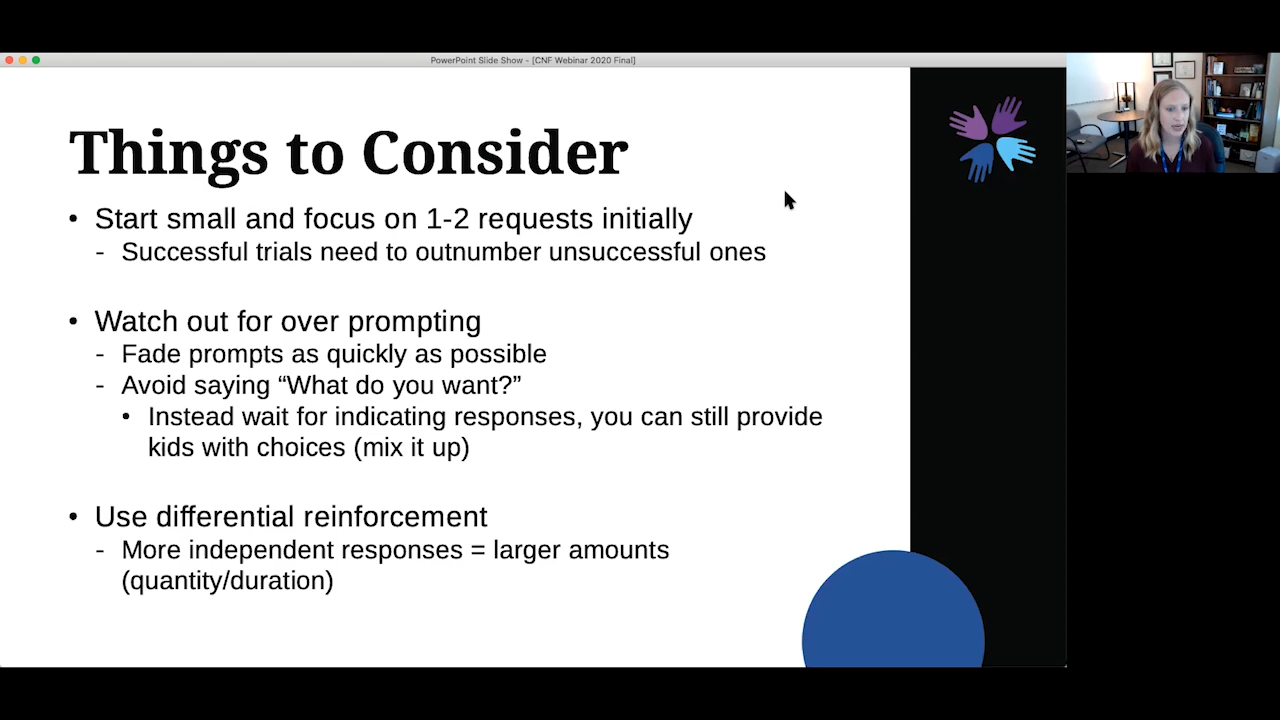 PowerPoint Slide Show - [CNF Webinar 2020 Final]
Things to Consider
• Start small and focus on 1-2 requests initially
- Successful trials need to outnumber unsuccessful ones
• Watch out for over prompting
- Fade prompts as quickly as possible
- Avoid saying “What do you want?”
• Instead wait for indicating responses, you can still provide
kids with choices (mix it up)
• Use differential reinforcement
- More independent responses = larger amounts
(quantity/duration)